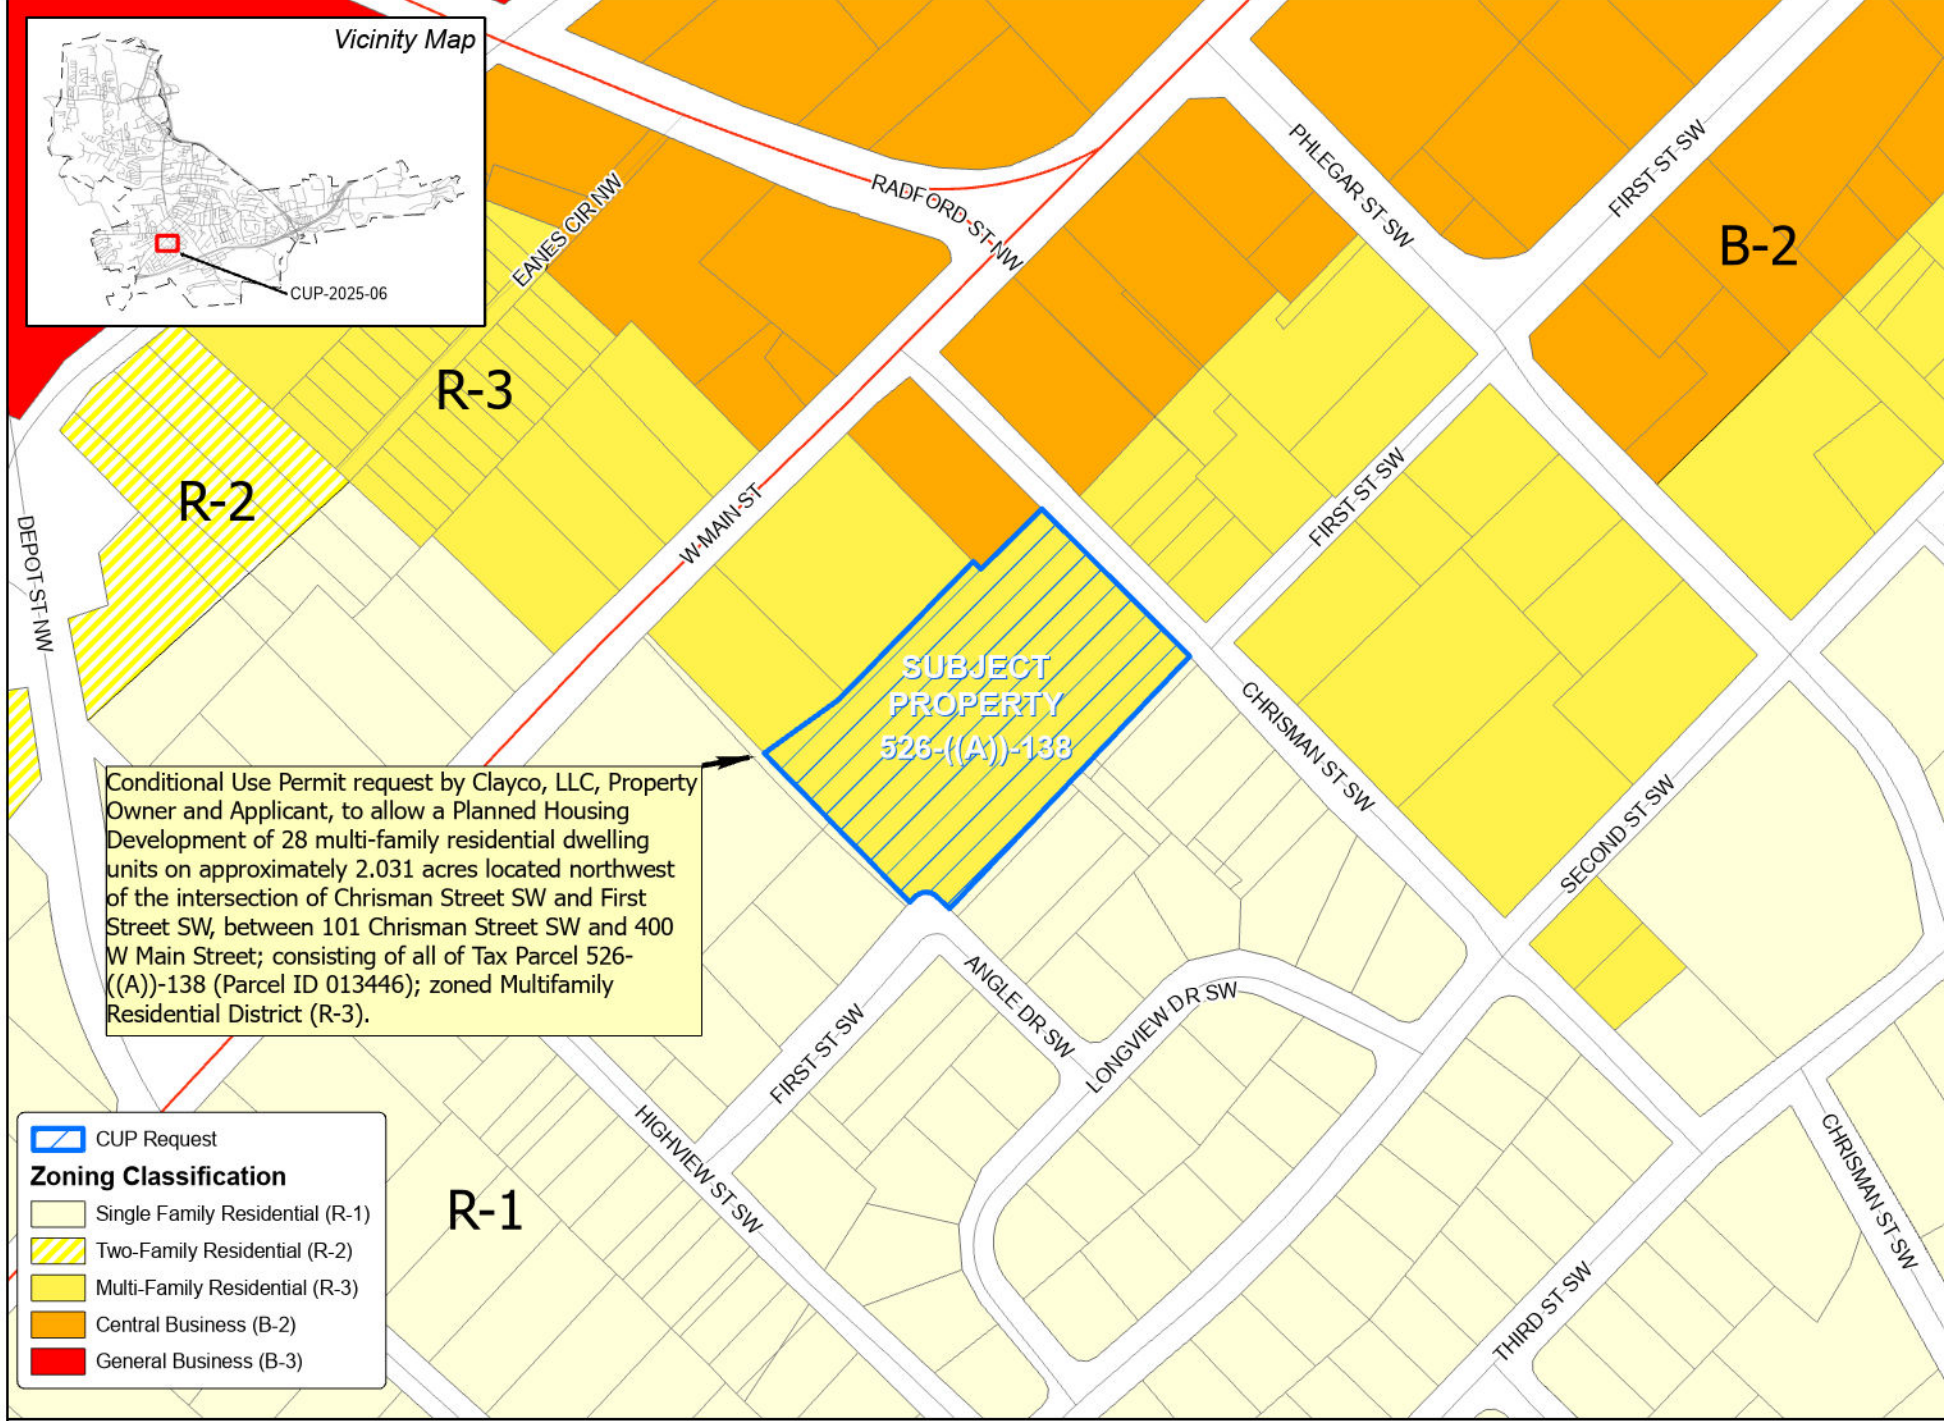 Vicinity Map
CUP-2025-06
RADFORD-ST-NW
PHLEGAR-ST-SW
FIRST-ST-SW
B-2
EANES CIR NW
R-3
R-2
W-MAIN-ST
FIRST-ST-SW
DEPOT-ST-NW
SUBJECT
PROPERTY
526-((A))-138
CHRISMAN-ST-SW
SECOND-ST-SW
Conditional Use Permit request by Clayco, LLC, Property
Owner and Applicant, to allow a Planned Housing
Development of 28 multi-family residential dwelling
units on approximately 2.031 acres located northwest
of the intersection of Chrisman Street SW and First
Street SW, between 101 Chrisman Street SW and 400
W Main Street; consisting of all of Tax Parcel 526-
((A))-138 (Parcel ID 013446); zoned Multifamily
Residential District (R-3).
ANGLE-DR-SW
LONGVIEW-DR-SW
FIRST-ST-SW
HIGHVIEW-ST-SW
CHRISMAN-ST-SW
THIRD-ST-SW
R-1
CUP Request
Zoning Classification
Single Family Residential (R-1)
Two-Family Residential (R-2)
Multi-Family Residential (R-3)
Central Business (B-2)
General Business (B-3)